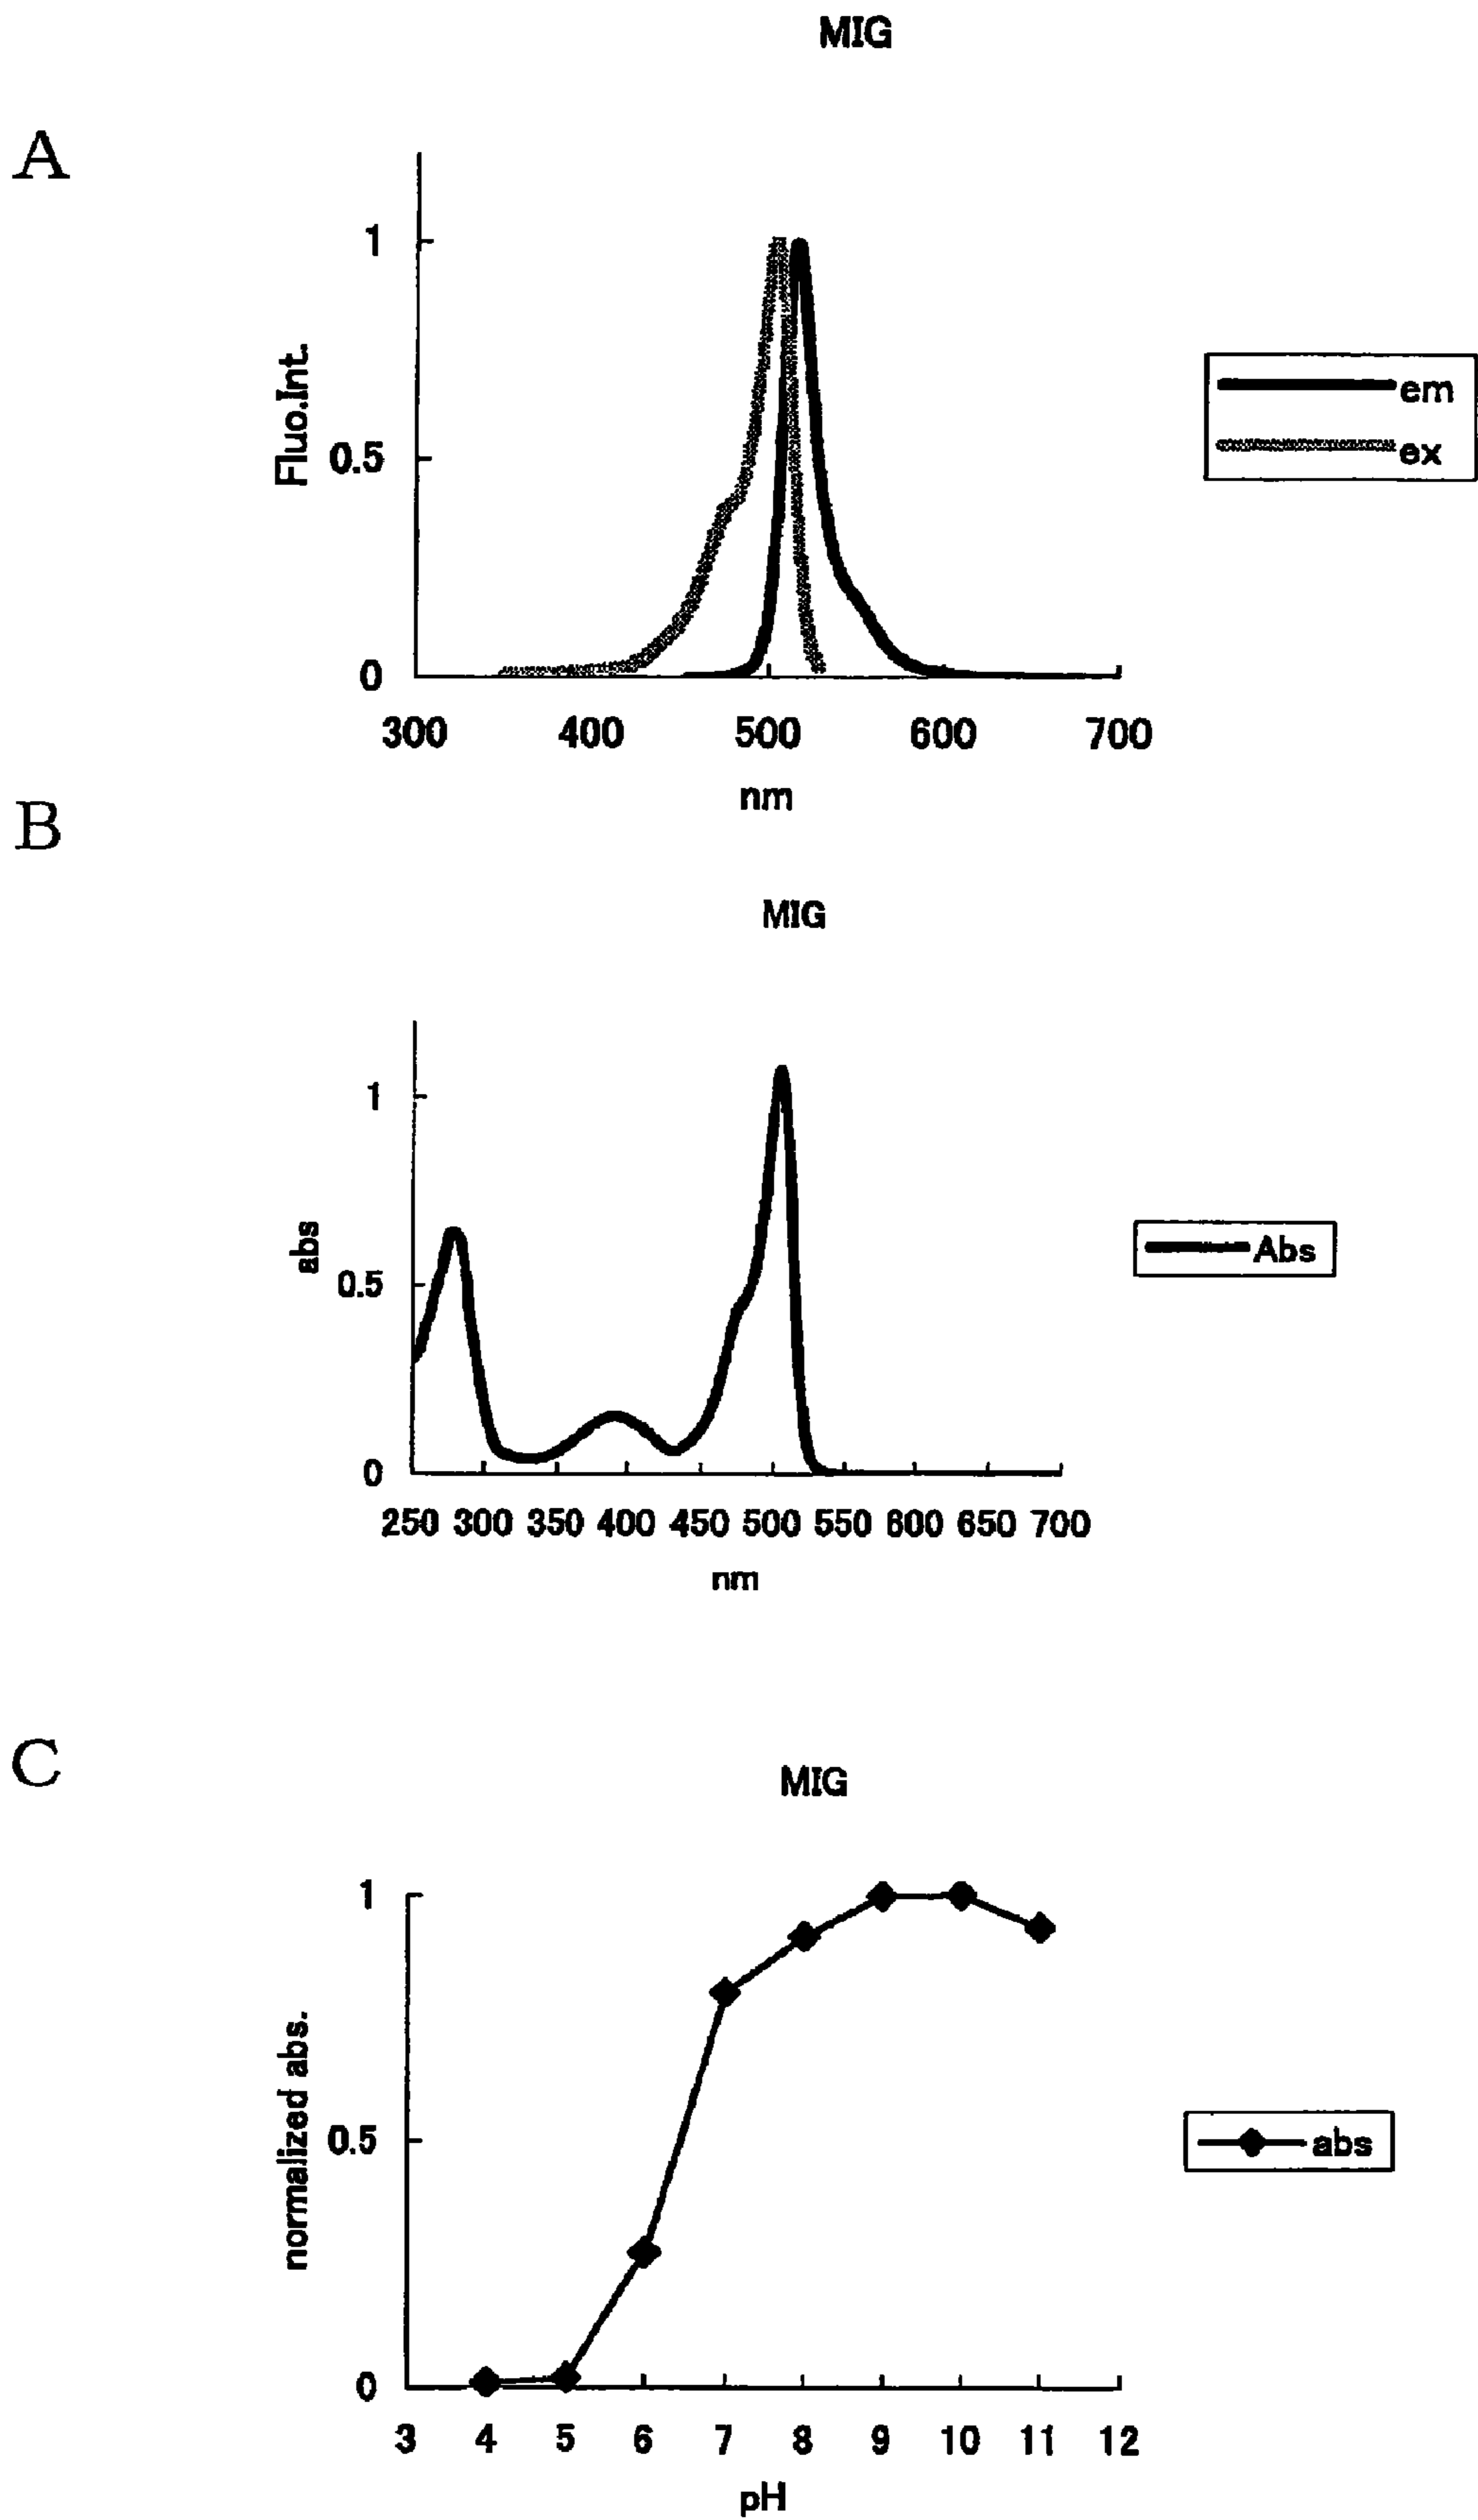 MIG
A
1
0.5
0
Fluo.Int.
300 400 500 600 700
nm
em
ex
B
MIG
1
0.5
0
abs
250 300 350 400 450 500 550 600 650 700
nm
Abs
C
MIG
1
0.5
0
normalized abs.
3 4 5 6 7 8 9 10 11 12
pH
abs